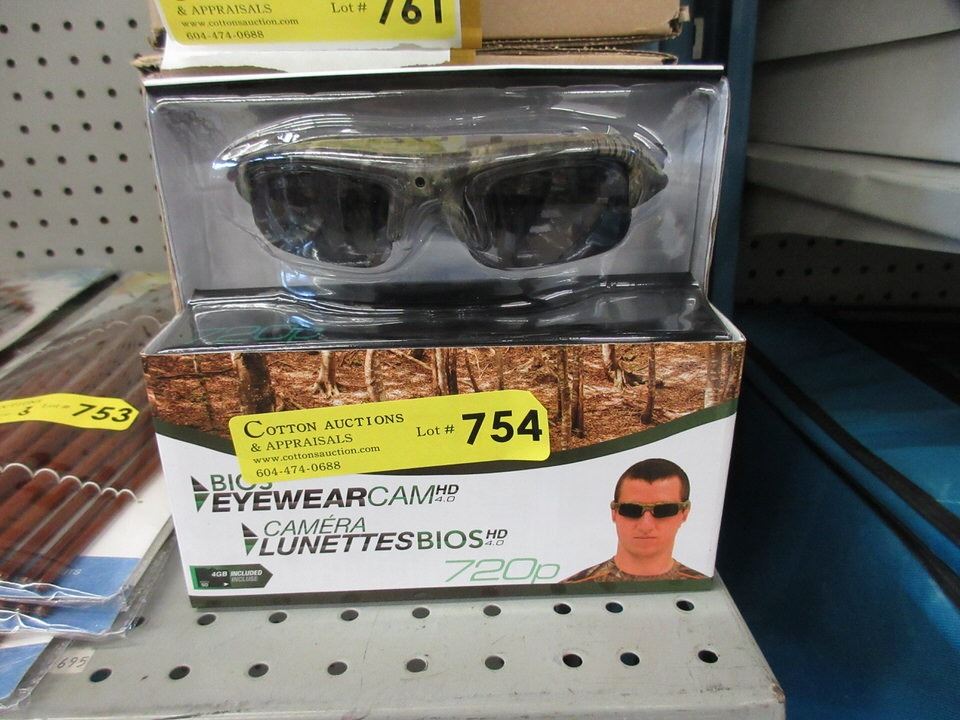 & APPRAISALS
www.cottonsauction.com
604-474-0688
Lot # 761
720p
Lot # 753
3
COTTON AUCTIONS
& APPRAISALS
www.cottonsauction.com
604-474-0688
Lot # 754
BIOS
EYEWEARCAM HD 4.0
CAMÉRA
LUNETTESBIOS HD 4.0
720p
4GB INCLUDED
INCLUSE
695